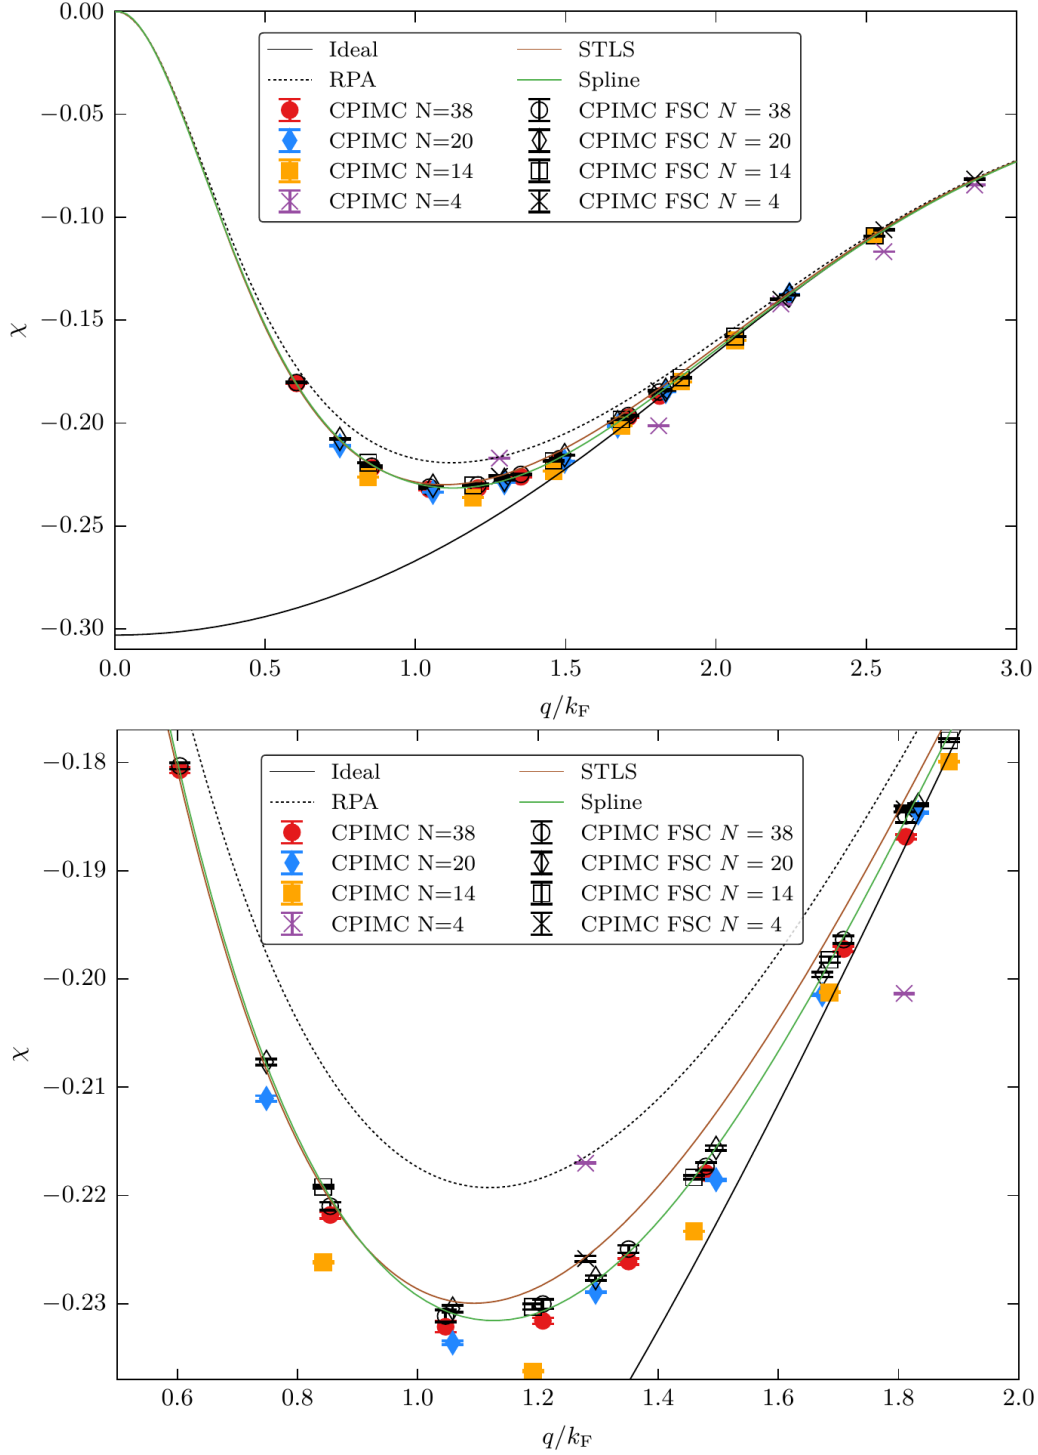 0.00
−0.05
−0.10
−0.15
−0.20
−0.25
−0.30
χ
Ideal
RPA
CPIMC N=38
CPIMC N=20
CPIMC N=14
CPIMC N=4
STLS
Spline
CPIMC FSC N = 38
CPIMC FSC N = 20
CPIMC FSC N = 14
CPIMC FSC N = 4
0.0 0.5 1.0 1.5 2.0 2.5 3.0
q/kF
−0.18
−0.19
−0.20
−0.21
−0.22
−0.23
χ
Ideal
RPA
CPIMC N=38
CPIMC N=20
CPIMC N=14
CPIMC N=4
STLS
Spline
CPIMC FSC N = 38
CPIMC FSC N = 20
CPIMC FSC N = 14
CPIMC FSC N = 4
0.6 0.8 1.0 1.2 1.4 1.6 1.8 2.0
q/kF